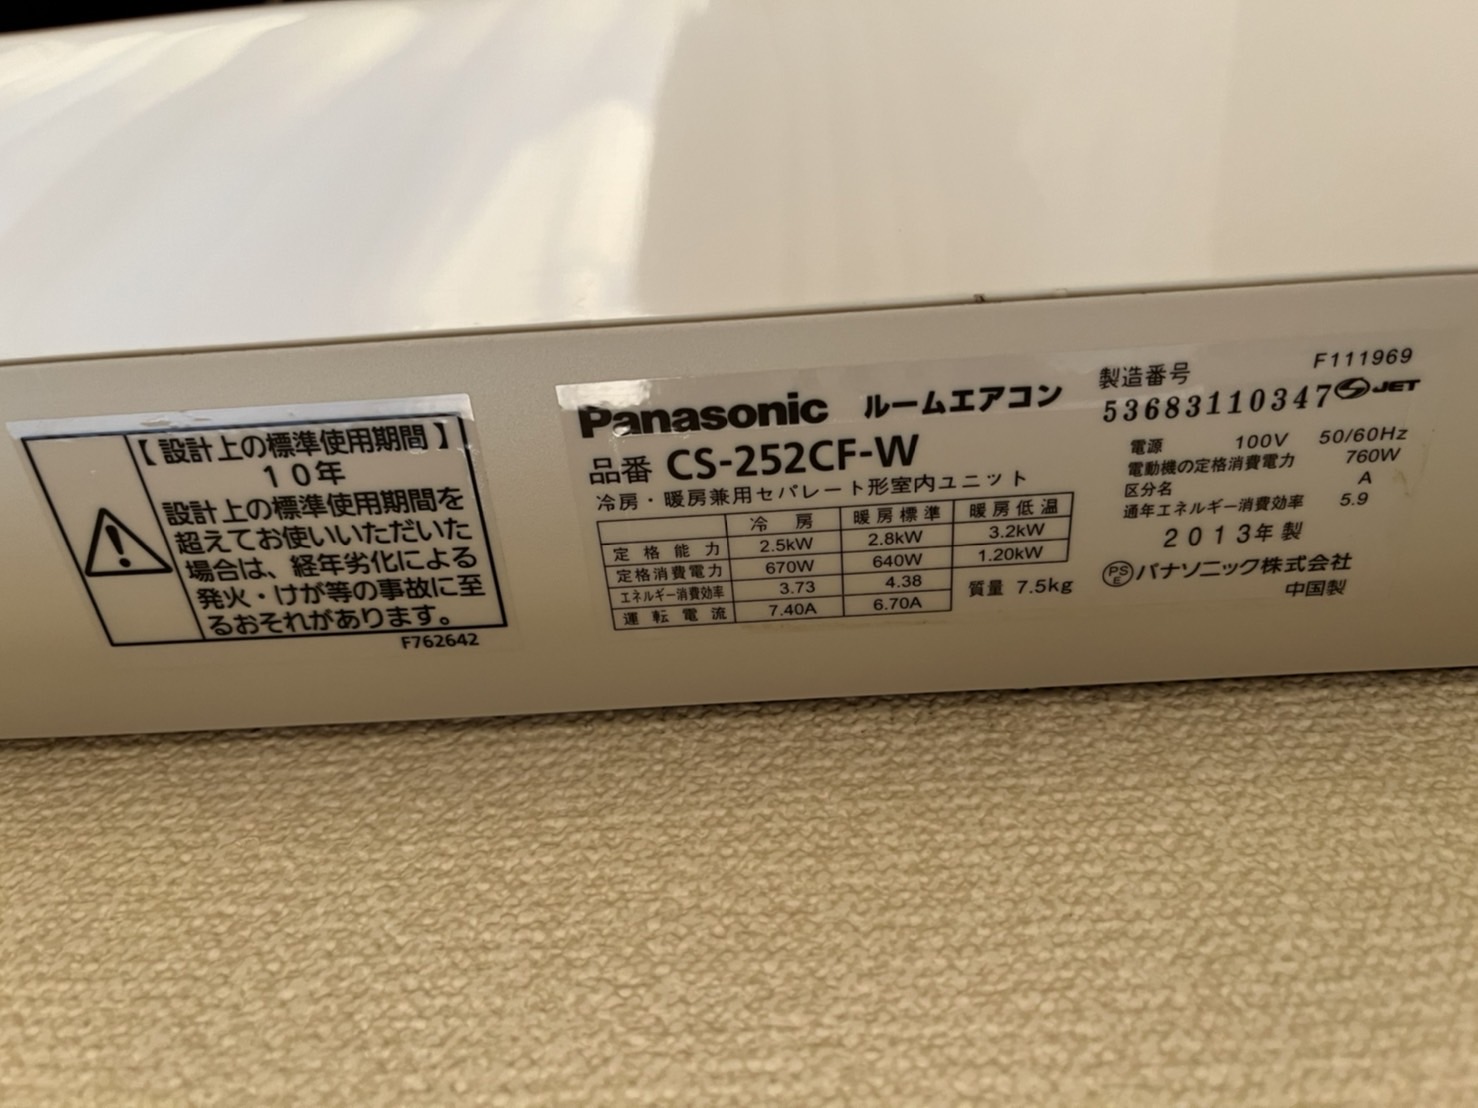 【設計上の標準使用期間】
10年
設計上の標準使用期間を
超えてお使いいただいた
場合は、経年劣化による
発火・けが等の事故に至
るおそれがあります。
F762642
Panasonic ルームエアコン
品番 CS-252CF-W
冷房・暖房兼用セパレート形室内ユニット
冷房 暖房標準 暖房低温
定格能力 2.5kW 2.8kW 3.2kW
定格消費電力 670W 640W 1.20kW
エネルギー消費効率 3.73 4.38
運転電流 7.40A 6.70A
質量 7.5kg
F111969
製造番号
53683110347 JET
電源 100V 50/60Hz
電動機の定格消費電力 760W
区分名 A
通年エネルギー消費効率 5.9
2013年製
PSE パナソニック株式会社
中国製